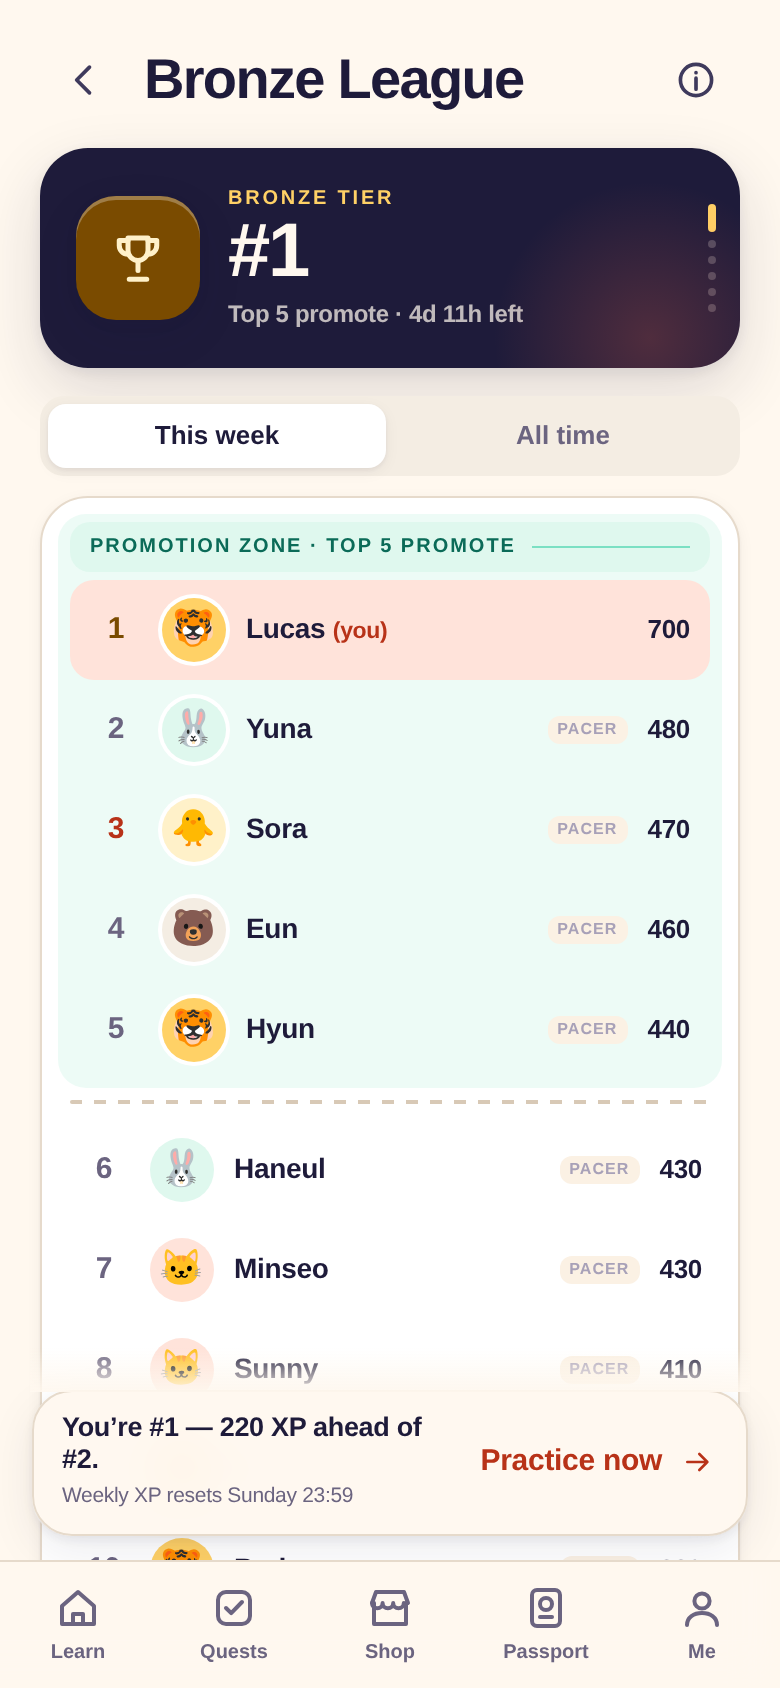 Bronze League
BRONZE TIER
#1
Top 5 promote · 4d 11h left
This week
All time
PROMOTION ZONE · TOP 5 PROMOTE
1 Lucas (you) 700
2 Yuna PACER 480
3 Sora PACER 470
4 Eun PACER 460
5 Hyun PACER 440
6 Haneul PACER 430
7 Minseo PACER 430
8 Sunny PACER 410
You’re #1 — 220 XP ahead of
#2.
Weekly XP resets Sunday 23:59
Practice now
Learn
Quests
Shop
Passport
Me